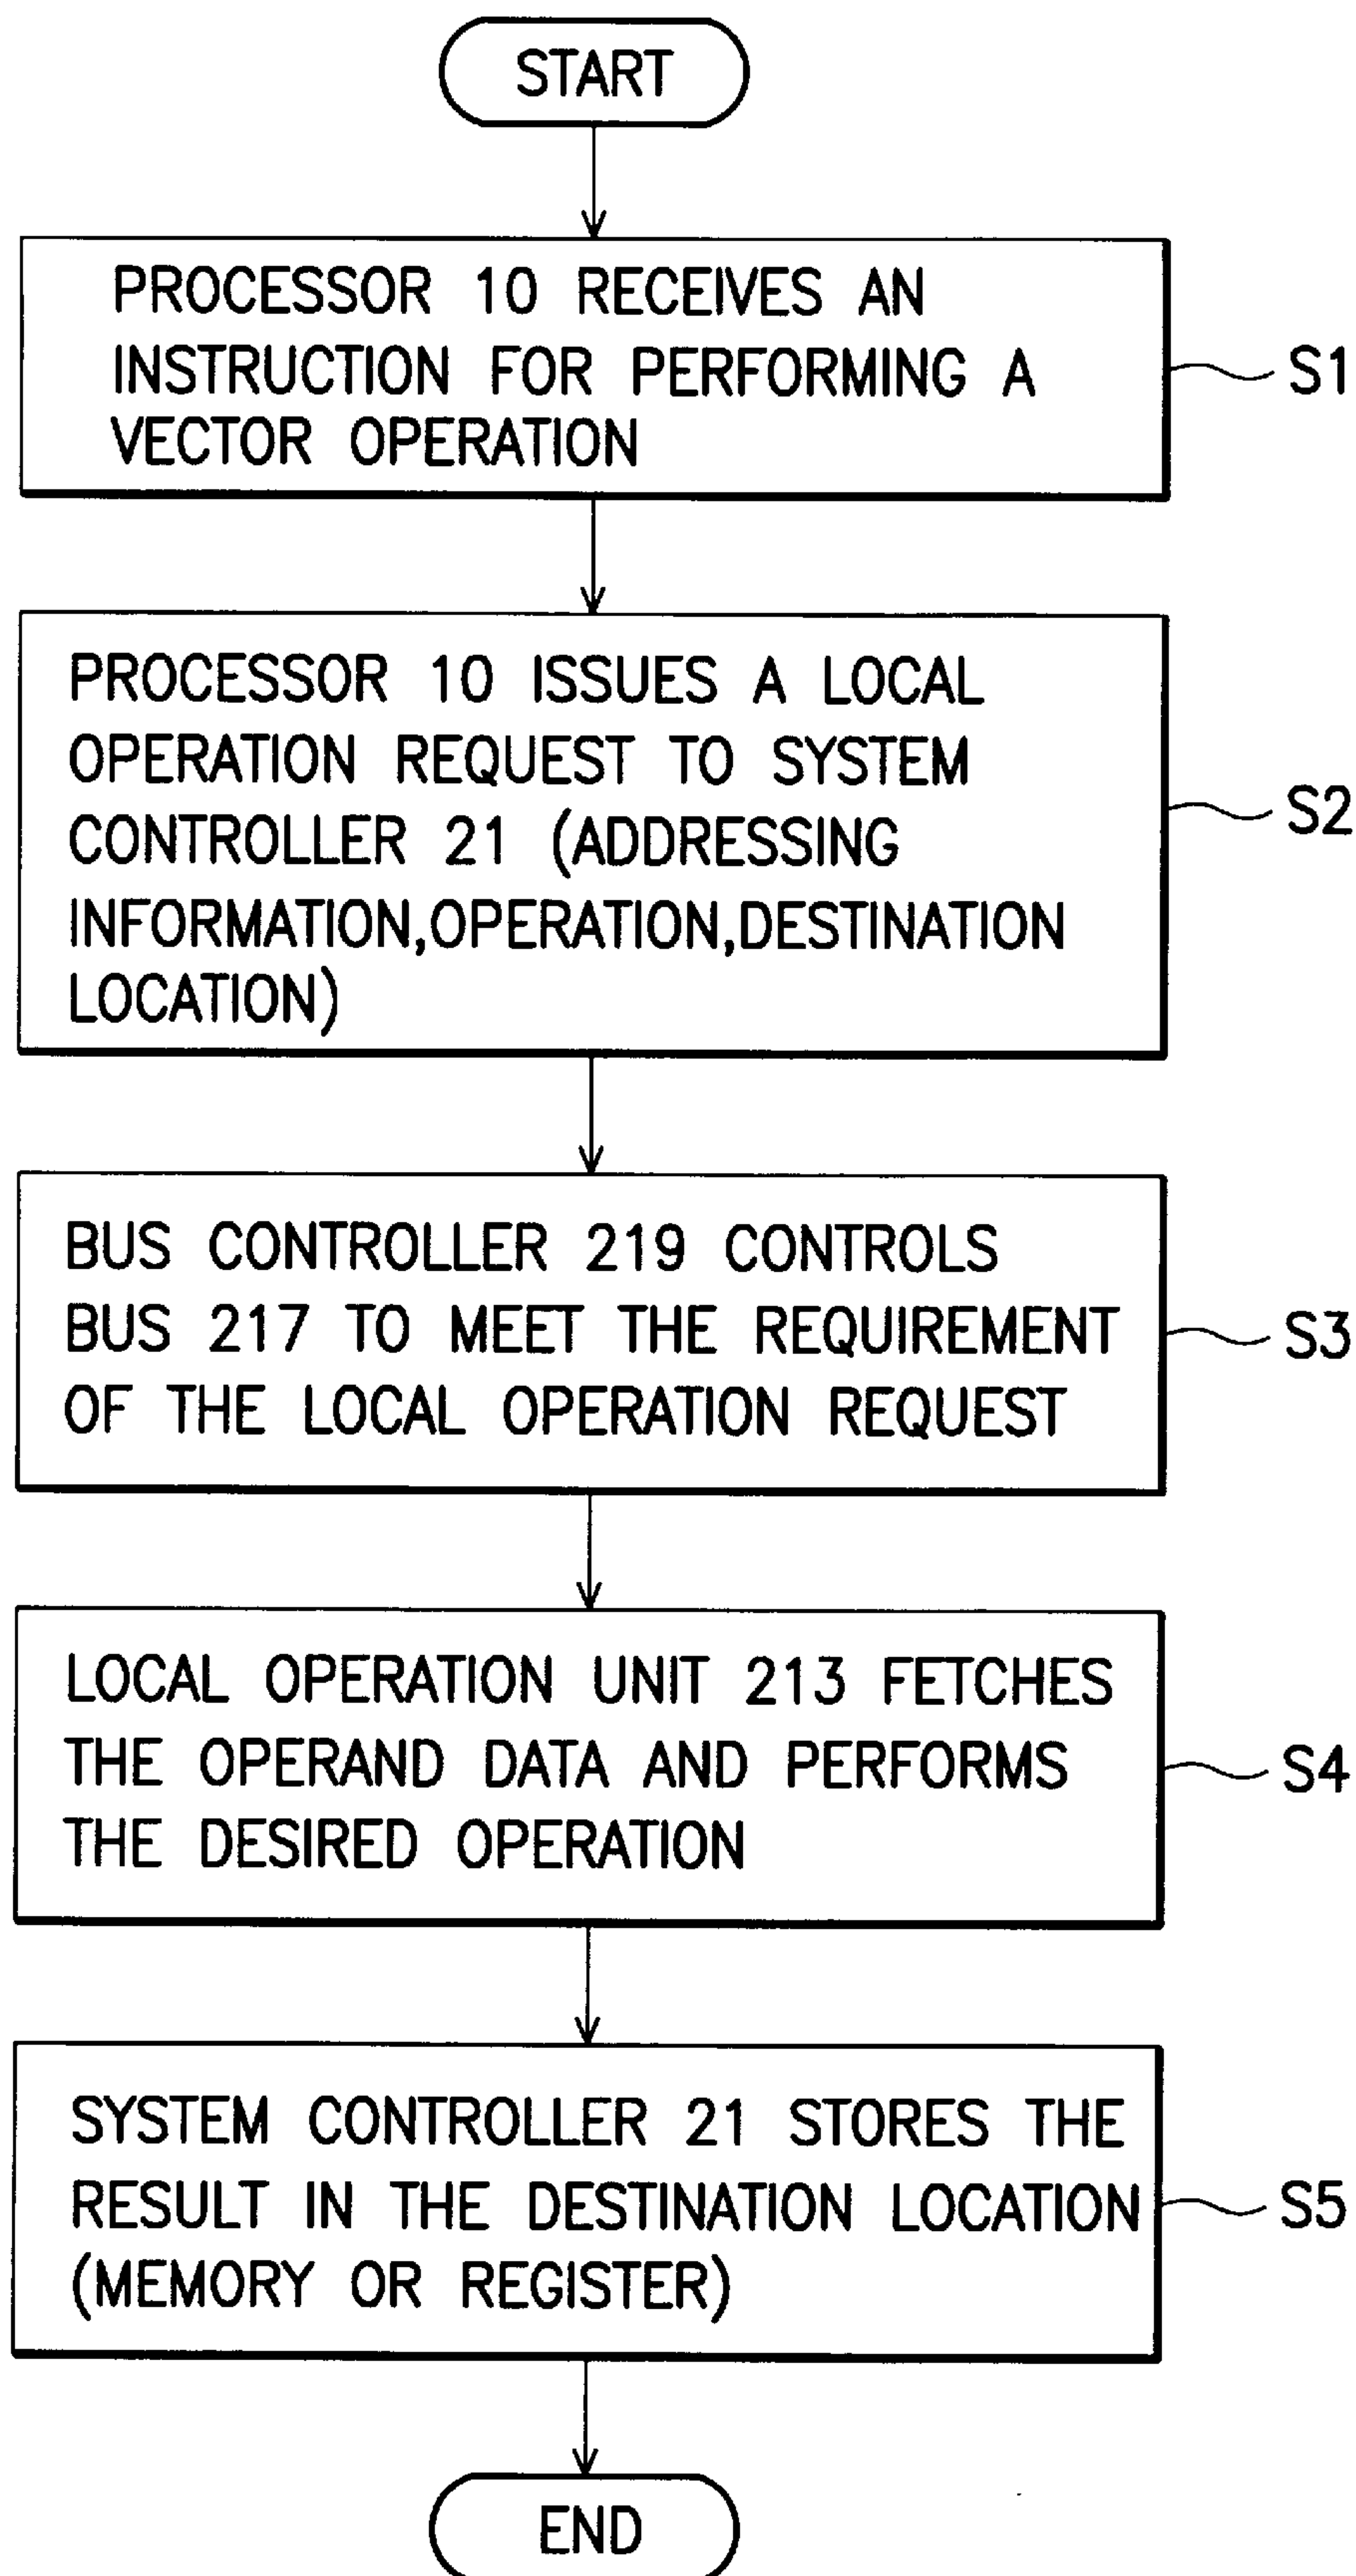 START
PROCESSOR 10 RECEIVES AN
INSTRUCTION FOR PERFORMING A
VECTOR OPERATION
S1
PROCESSOR 10 ISSUES A LOCAL
OPERATION REQUEST TO SYSTEM
CONTROLLER 21 (ADDRESSING
INFORMATION,OPERATION,DESTINATION
LOCATION)
S2
BUS CONTROLLER 219 CONTROLS
BUS 217 TO MEET THE REQUIREMENT
OF THE LOCAL OPERATION REQUEST
S3
LOCAL OPERATION UNIT 213 FETCHES
THE OPERAND DATA AND PERFORMS
THE DESIRED OPERATION
S4
SYSTEM CONTROLLER 21 STORES THE
RESULT IN THE DESTINATION LOCATION
(MEMORY OR REGISTER)
S5
END